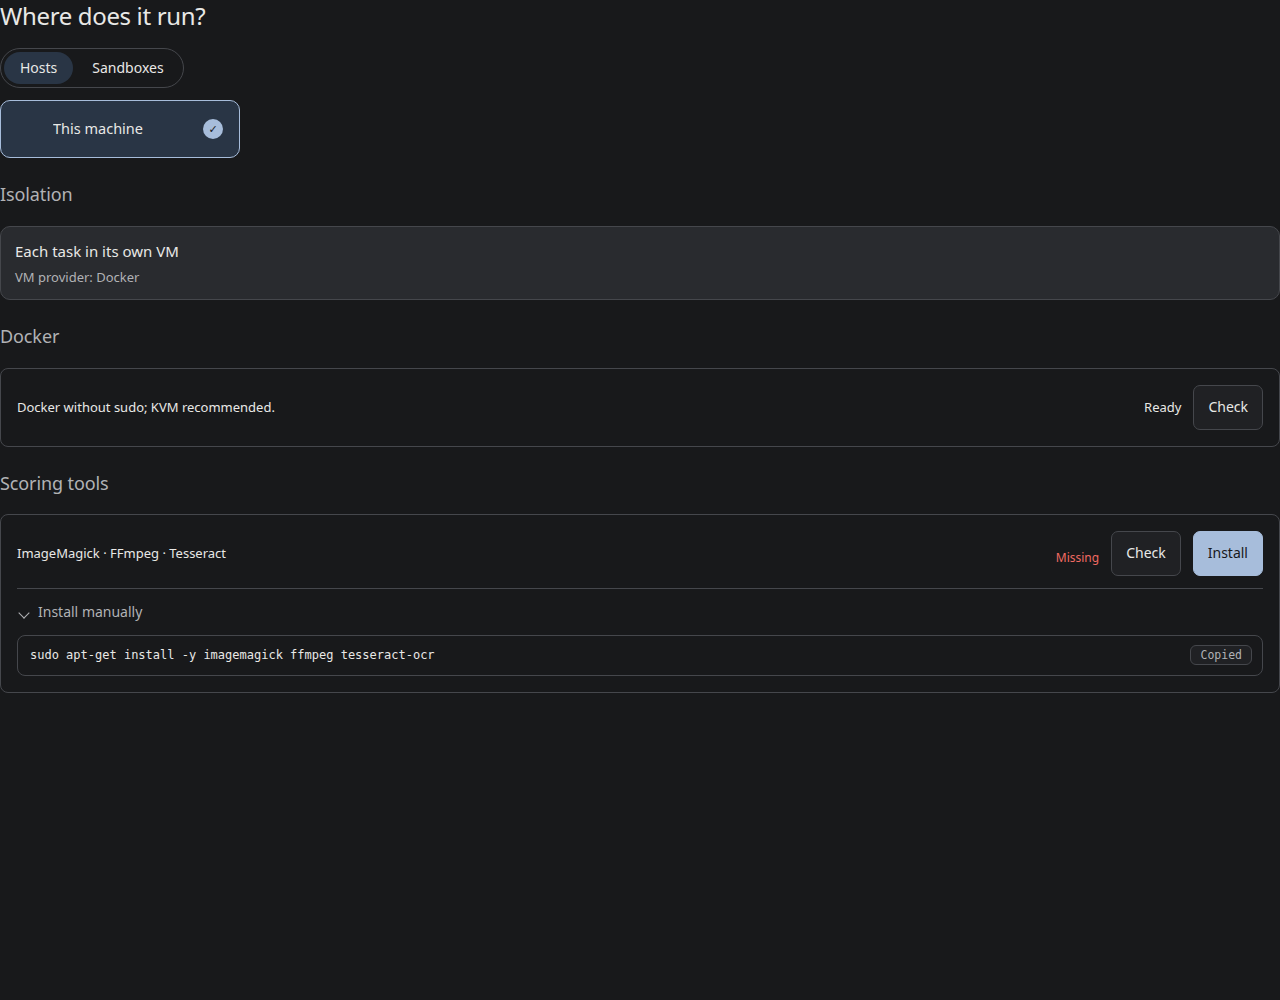 Where does it run?
Hosts Sandboxes
This machine ✓
Isolation
Each task in its own VM
VM provider: Docker
Docker
Docker without sudo; KVM recommended. Ready Check
Scoring tools
ImageMagick · FFmpeg · Tesseract Missing Check Install
Install manually
sudo apt-get install -y imagemagick ffmpeg tesseract-ocr Copied